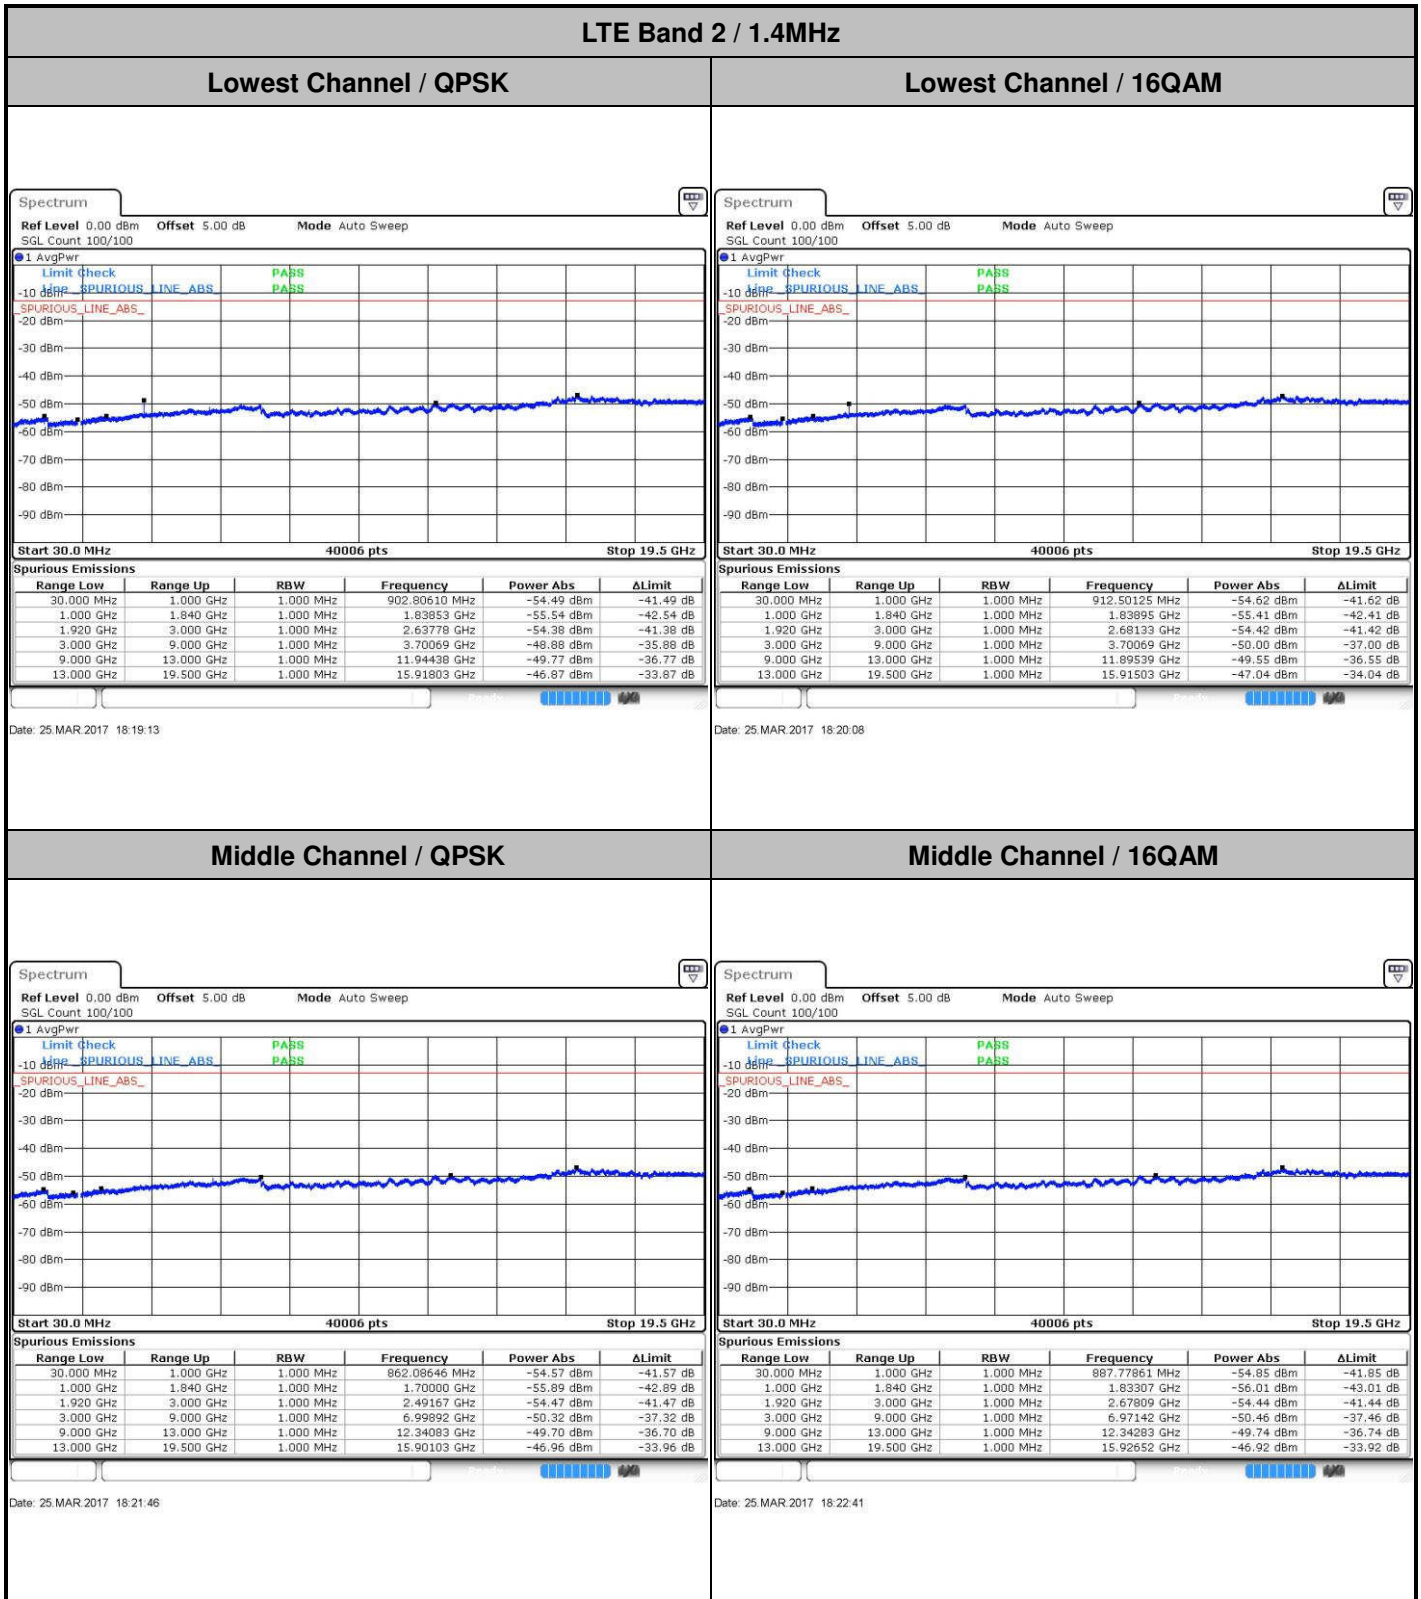 LTE Band 2 / 1.4MHz
Lowest Channel / QPSK
Lowest Channel / 16QAM
Spectrum
Ref Level 0.00 dBm Offset 5.00 dB Mode Auto Sweep
SGL Count 100/100
1 AvgPwr
Limit Check PASS
Line _SPURIOUS_LINE_ABS_ PASS
-10 dBm
_SPURIOUS_LINE_ABS_
-20 dBm
-30 dBm
-40 dBm
-50 dBm
-60 dBm
-70 dBm
-80 dBm
-90 dBm
Start 30.0 MHz 40006 pts Stop 19.5 GHz
Spurious Emissions
Range Low Range Up RBW Frequency Power Abs ΔLimit
30.000 MHz 1.000 GHz 1.000 MHz 902.80610 MHz -54.49 dBm -41.49 dB
1.000 GHz 1.840 GHz 1.000 MHz 1.83853 GHz -55.54 dBm -42.54 dB
1.920 GHz 3.000 GHz 1.000 MHz 2.63778 GHz -54.38 dBm -41.38 dB
3.000 GHz 9.000 GHz 1.000 MHz 3.70069 GHz -48.88 dBm -35.88 dB
9.000 GHz 13.000 GHz 1.000 MHz 11.94438 GHz -49.77 dBm -36.77 dB
13.000 GHz 19.500 GHz 1.000 MHz 15.91803 GHz -46.87 dBm -33.87 dB
Date: 25.MAR.2017 18:19:13
Spectrum
Ref Level 0.00 dBm Offset 5.00 dB Mode Auto Sweep
SGL Count 100/100
1 AvgPwr
Limit Check PASS
Line _SPURIOUS_LINE_ABS_ PASS
-10 dBm
_SPURIOUS_LINE_ABS_
-20 dBm
-30 dBm
-40 dBm
-50 dBm
-60 dBm
-70 dBm
-80 dBm
-90 dBm
Start 30.0 MHz 40006 pts Stop 19.5 GHz
Spurious Emissions
Range Low Range Up RBW Frequency Power Abs ΔLimit
30.000 MHz 1.000 GHz 1.000 MHz 912.50125 MHz -54.62 dBm -41.62 dB
1.000 GHz 1.840 GHz 1.000 MHz 1.83895 GHz -55.41 dBm -42.41 dB
1.920 GHz 3.000 GHz 1.000 MHz 2.68133 GHz -54.42 dBm -41.42 dB
3.000 GHz 9.000 GHz 1.000 MHz 3.70069 GHz -50.00 dBm -37.00 dB
9.000 GHz 13.000 GHz 1.000 MHz 11.89539 GHz -49.55 dBm -36.55 dB
13.000 GHz 19.500 GHz 1.000 MHz 15.91503 GHz -47.04 dBm -34.04 dB
Date: 25.MAR.2017 18:20:08
Middle Channel / QPSK
Middle Channel / 16QAM
Spectrum
Ref Level 0.00 dBm Offset 5.00 dB Mode Auto Sweep
SGL Count 100/100
1 AvgPwr
Limit Check PASS
Line _SPURIOUS_LINE_ABS_ PASS
-10 dBm
_SPURIOUS_LINE_ABS_
-20 dBm
-30 dBm
-40 dBm
-50 dBm
-60 dBm
-70 dBm
-80 dBm
-90 dBm
Start 30.0 MHz 40006 pts Stop 19.5 GHz
Spurious Emissions
Range Low Range Up RBW Frequency Power Abs ΔLimit
30.000 MHz 1.000 GHz 1.000 MHz 862.08646 MHz -54.57 dBm -41.57 dB
1.000 GHz 1.840 GHz 1.000 MHz 1.70000 GHz -55.89 dBm -42.89 dB
1.920 GHz 3.000 GHz 1.000 MHz 2.49167 GHz -54.47 dBm -41.47 dB
3.000 GHz 9.000 GHz 1.000 MHz 6.99892 GHz -50.32 dBm -37.32 dB
9.000 GHz 13.000 GHz 1.000 MHz 12.34083 GHz -49.70 dBm -36.70 dB
13.000 GHz 19.500 GHz 1.000 MHz 15.90103 GHz -46.96 dBm -33.96 dB
Date: 25.MAR.2017 18:21:46
Spectrum
Ref Level 0.00 dBm Offset 5.00 dB Mode Auto Sweep
SGL Count 100/100
1 AvgPwr
Limit Check PASS
Line _SPURIOUS_LINE_ABS_ PASS
-10 dBm
_SPURIOUS_LINE_ABS_
-20 dBm
-30 dBm
-40 dBm
-50 dBm
-60 dBm
-70 dBm
-80 dBm
-90 dBm
Start 30.0 MHz 40006 pts Stop 19.5 GHz
Spurious Emissions
Range Low Range Up RBW Frequency Power Abs ΔLimit
30.000 MHz 1.000 GHz 1.000 MHz 887.77861 MHz -54.85 dBm -41.85 dB
1.000 GHz 1.840 GHz 1.000 MHz 1.83307 GHz -56.01 dBm -43.01 dB
1.920 GHz 3.000 GHz 1.000 MHz 2.67809 GHz -54.44 dBm -41.44 dB
3.000 GHz 9.000 GHz 1.000 MHz 6.97142 GHz -50.46 dBm -37.46 dB
9.000 GHz 13.000 GHz 1.000 MHz 12.34283 GHz -49.74 dBm -36.74 dB
13.000 GHz 19.500 GHz 1.000 MHz 15.92652 GHz -46.92 dBm -33.92 dB
Date: 25.MAR.2017 18:22:41